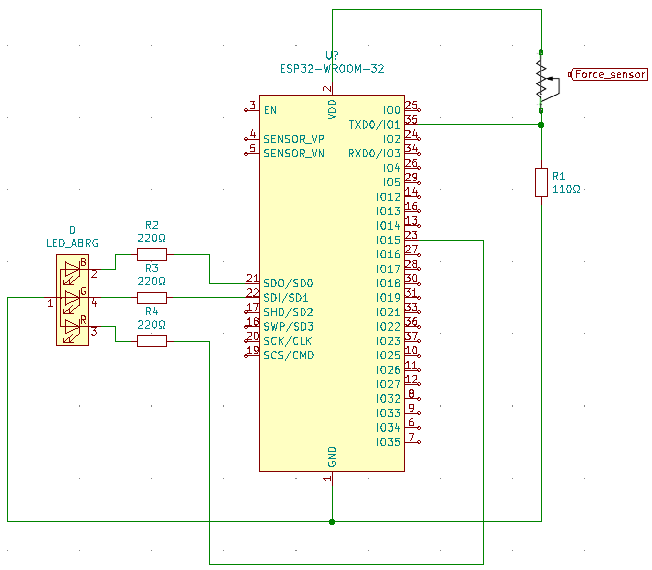 U?
ESP32-WROOM-32
Force_sensor
2
VDD
3
EN
IO0
25
TXD0/IO1
35
4
SENSOR_VP
IO2
24
5
SENSOR_VN
RXD0/IO3
34
IO4
26
IO5
29
R1
110Ω
IO12
14
IO13
16
IO14
13
D
LED_ABRG
R2
220Ω
IO15
23
IO16
27
B
2
R3
220Ω
IO17
28
21
SDO/SD0
IO18
30
1
G
4
22
SDI/SD1
IO19
31
R4
220Ω
17
SHD/SD2
IO21
33
R
3
18
SWP/SD3
IO22
36
20
SCK/CLK
IO23
37
19
SCS/CMD
IO25
10
IO26
11
IO27
12
IO32
8
IO33
9
IO34
6
IO35
7
GND
1